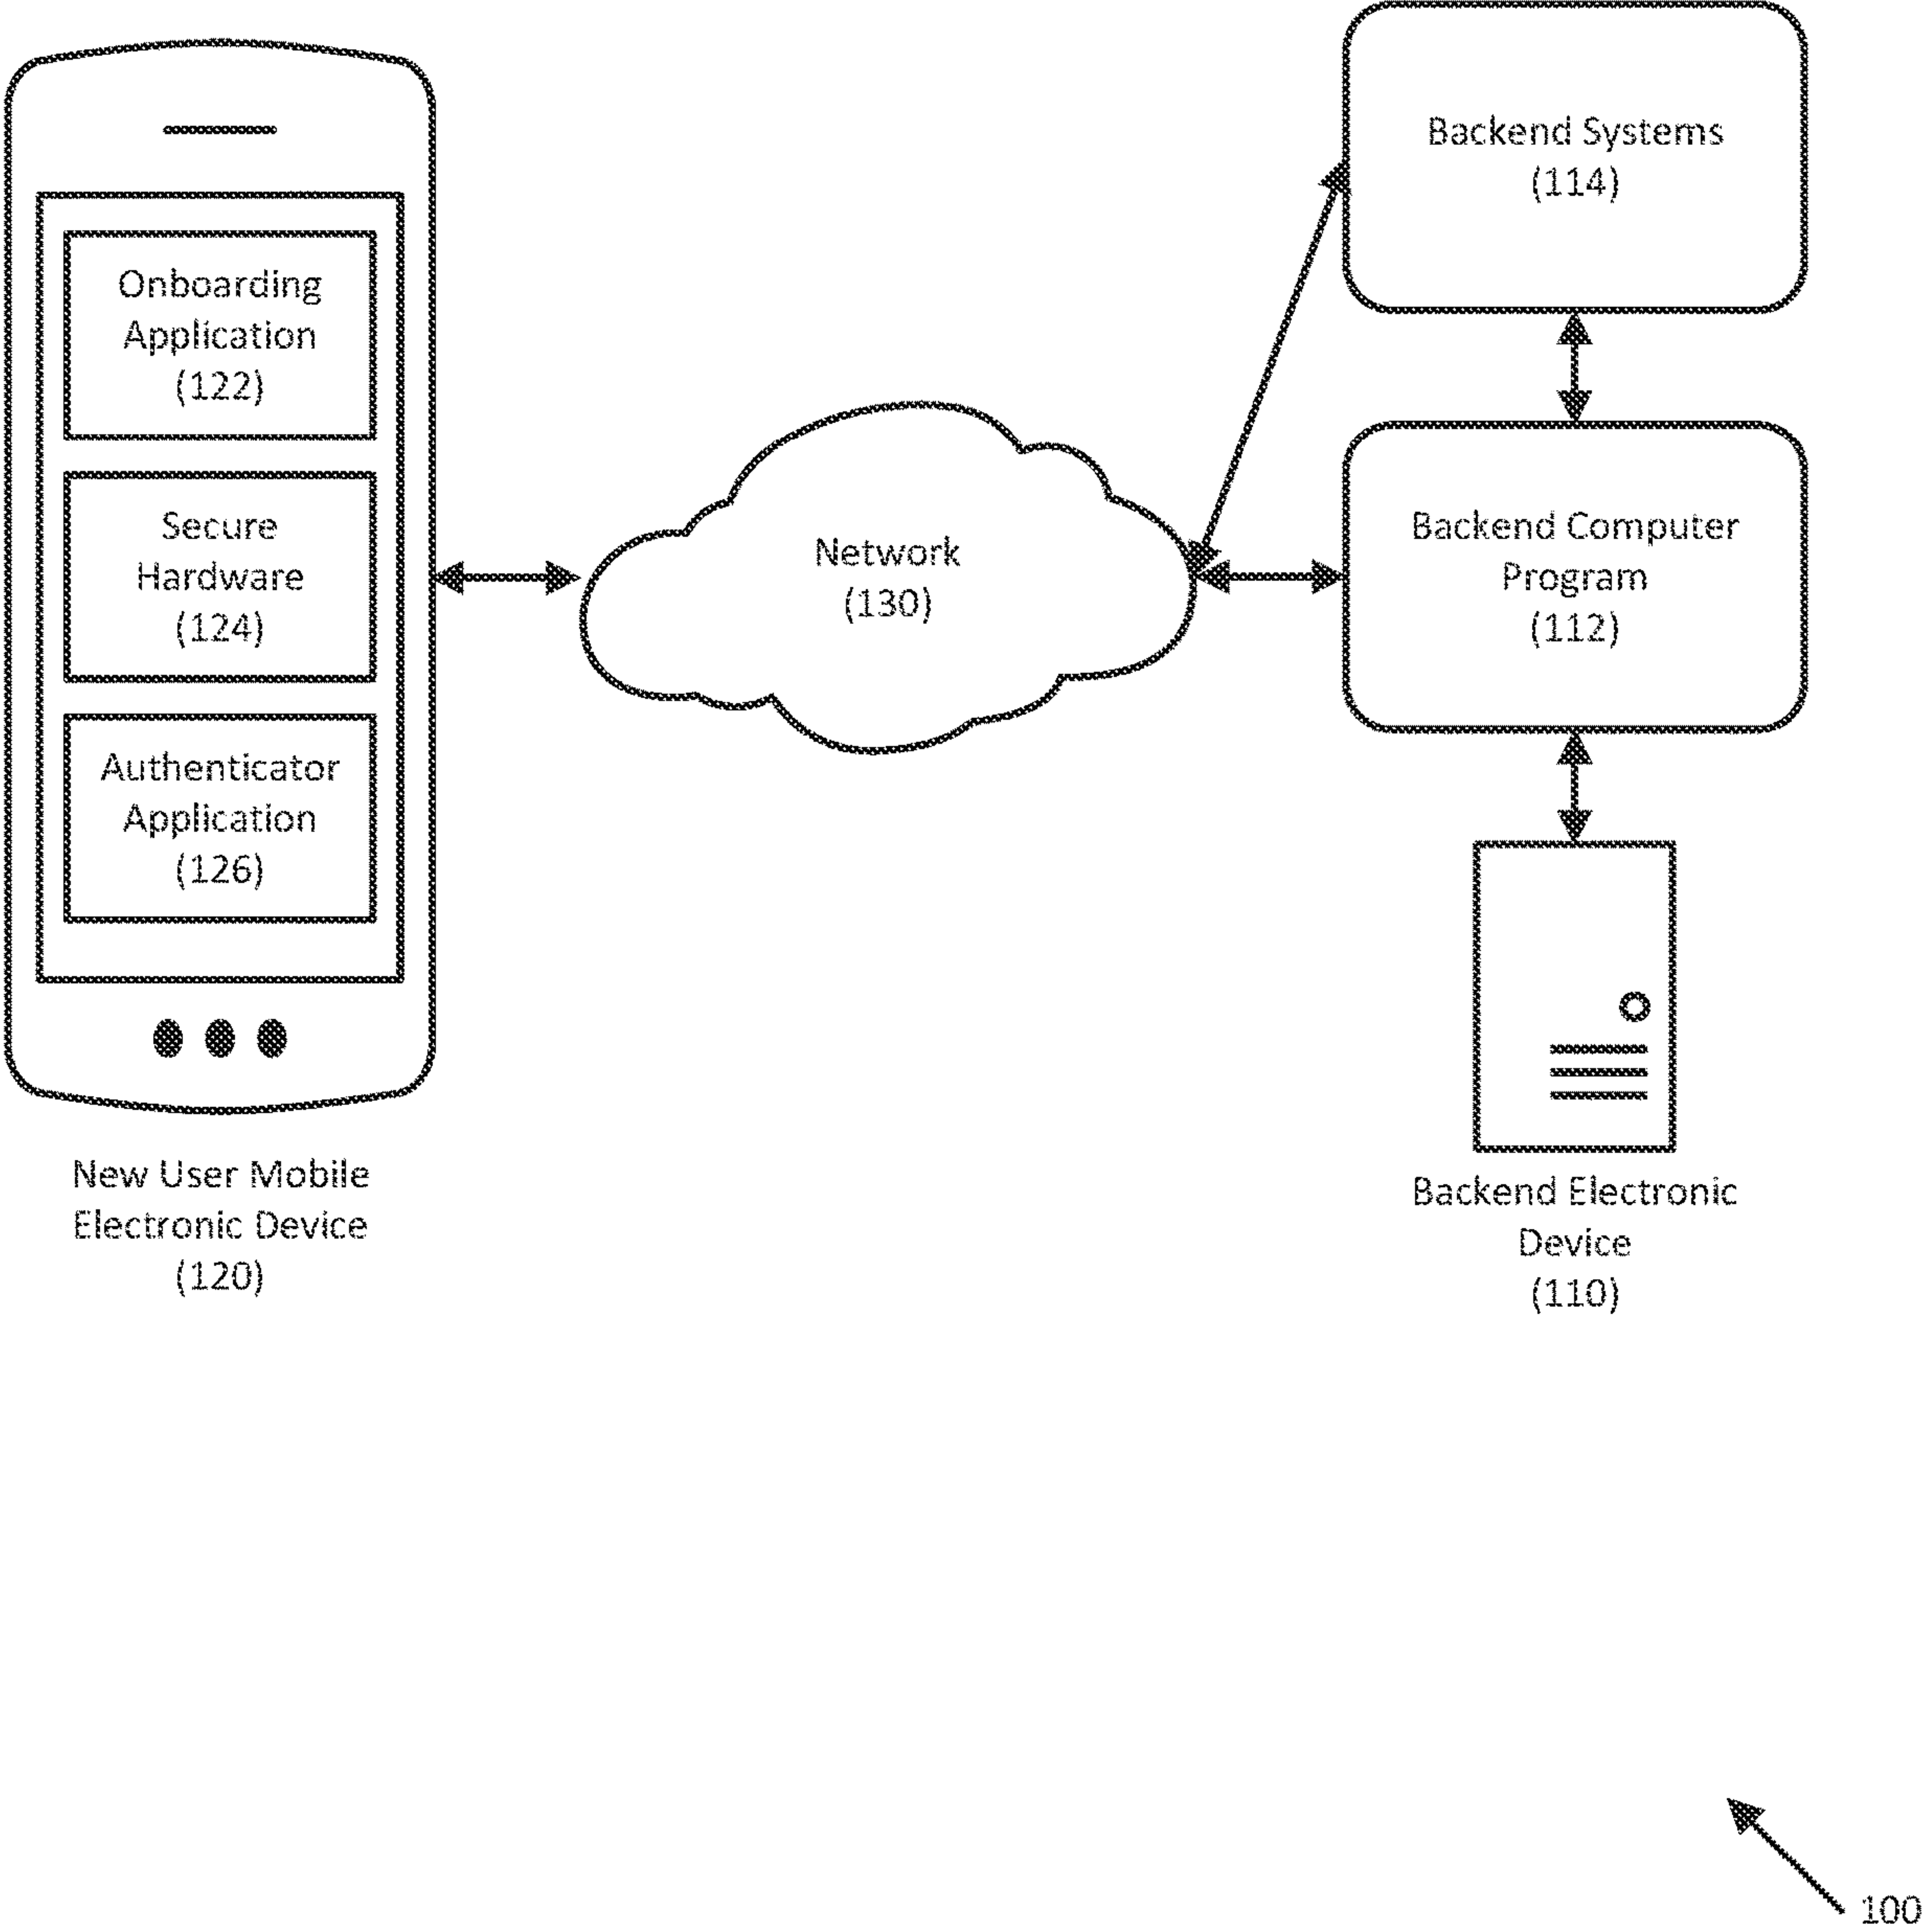 Onboarding
Application
(122)
Secure
Hardware
(124)
Authenticator
Application
(126)
New User Mobile
Electronic Device
(120)
Network
(130)
Backend Systems
(114)
Backend Computer
Program
(112)
Backend Electronic
Device
(110)
100